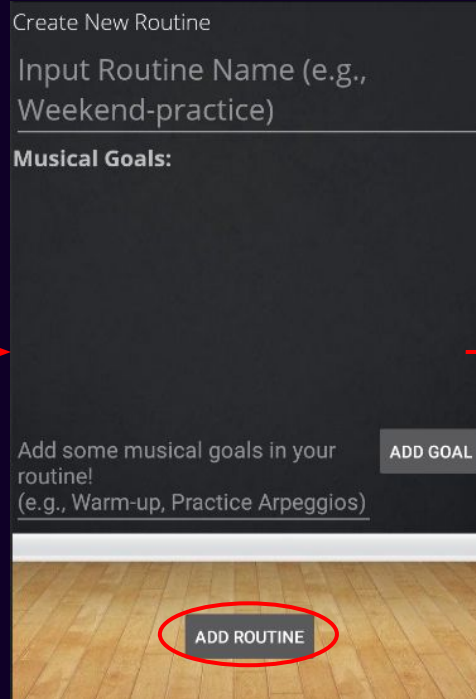 Create New Routine
Input Routine Name (e.g.,
Weekend-practice)
Musical Goals:
Add some musical goals in your
routine!
(e.g., Warm-up, Practice Arpeggios)
ADD GOAL
ADD ROUTINE